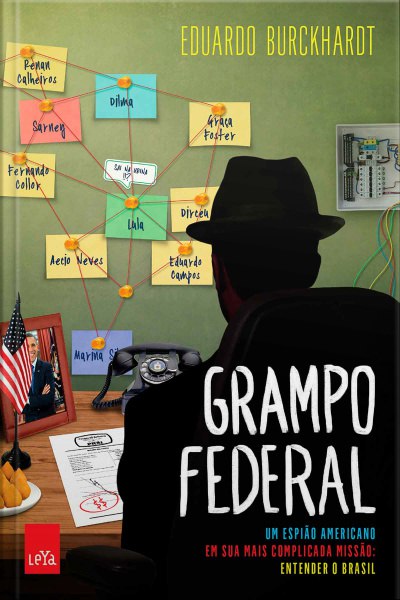 EDUARDO BURCKHARDT
Renan
Calheiros
Dilma
Sarney
Graça
Foster
Fernando
Collor
Dirceu
Lula
Aecio Neves
Eduardo
Campos
Marina
GRAMPO
FEDERAL
UM ESPIÃO AMERICANO
EM SUA MAIS COMPLICADA MISSÃO:
ENTENDER O BRASIL
LeYa